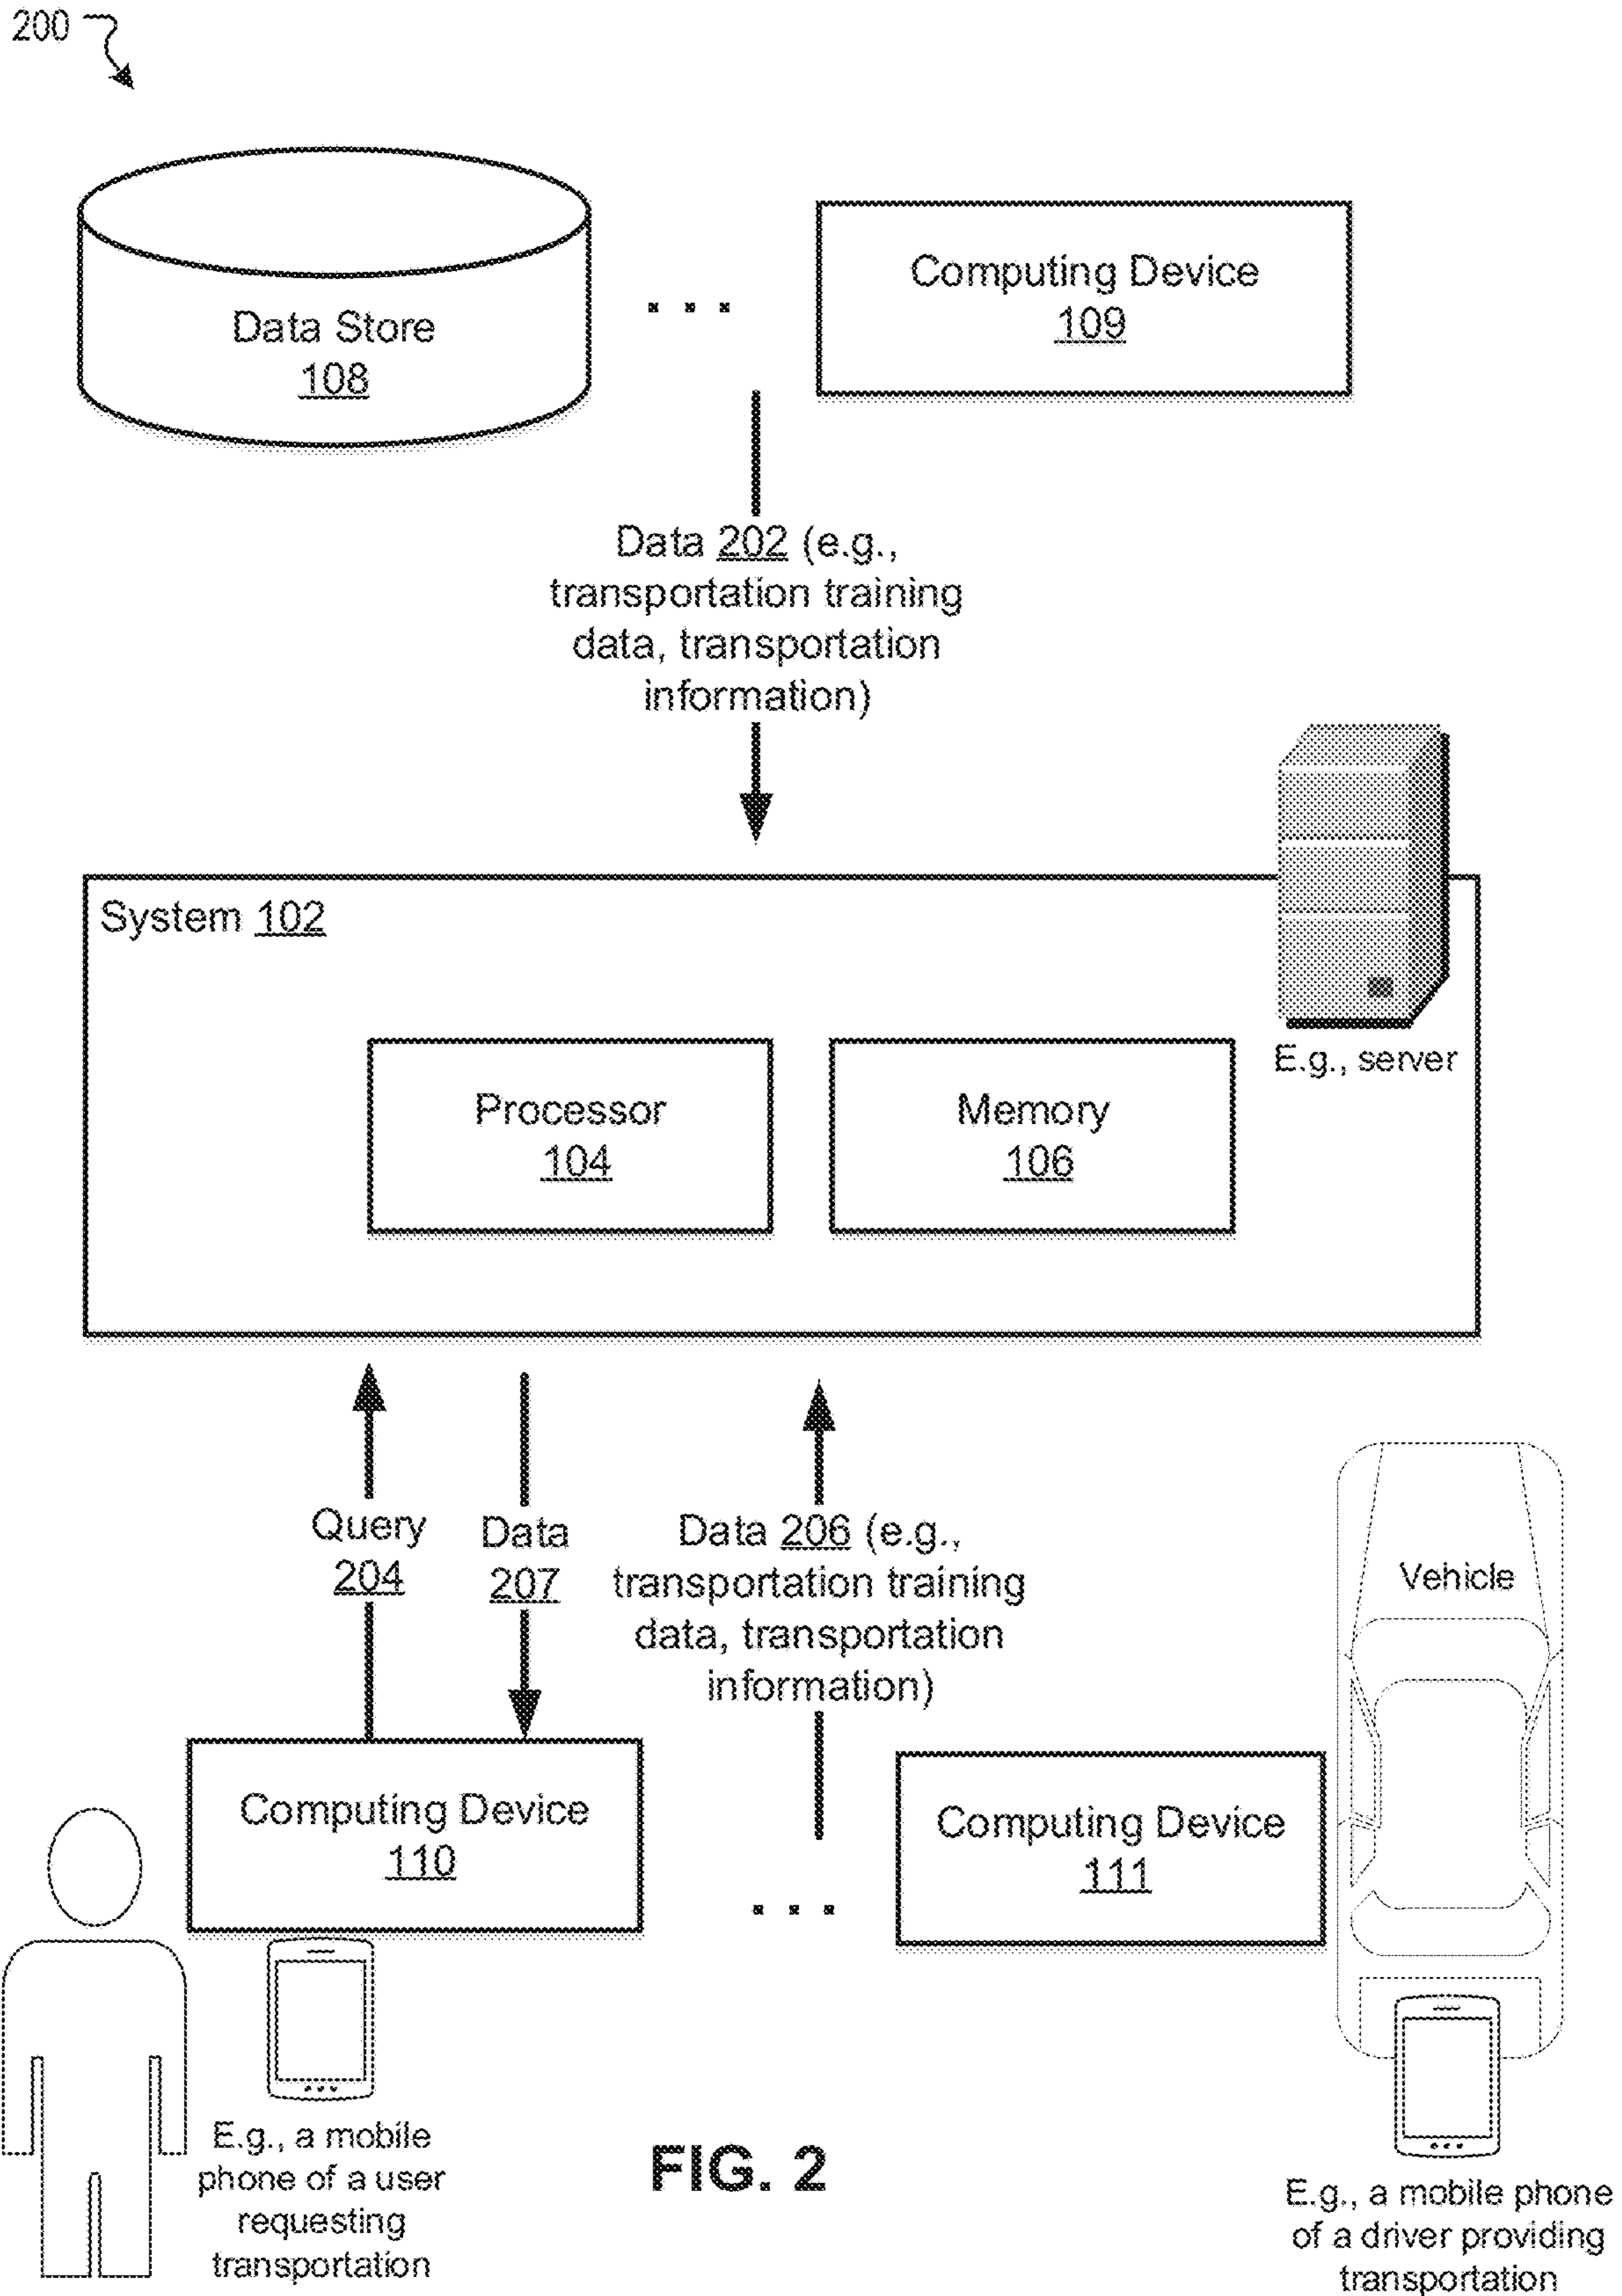 200
Data Store
108
. . .
Computing Device
109
Data 202 (e.g.,
transportation training
data, transportation
information)
System 102
E.g., server
Processor
104
Memory
106
Query
204
Data
207
Data 206 (e.g.,
transportation training
data, transportation
information)
Vehicle
Computing Device
110
. . .
Computing Device
111
E.g., a mobile
phone of a user
requesting
transportation
FIG. 2
E.g., a mobile phone
of a driver providing
transportation